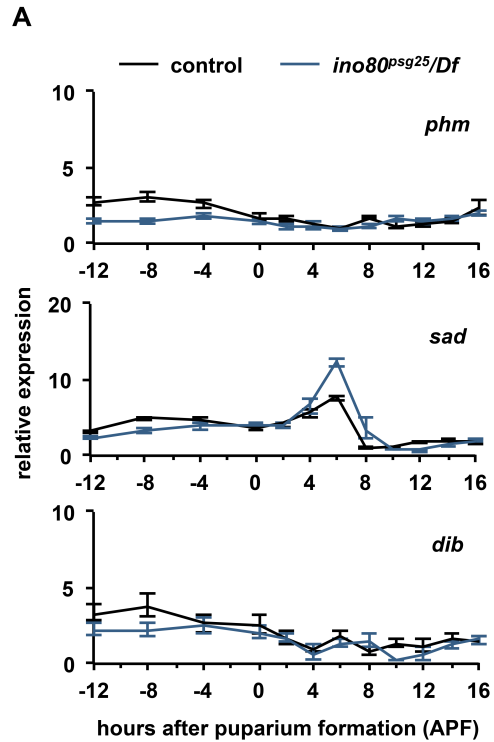 A
control ino80psg25/Df
10
phm
5
0
-12 -8 -4 0 4 8 12 16
20
sad
10
0
-12 -8 -4 0 4 8 12 16
relative expression
10
dib
5
0
-12 -8 -4 0 4 8 12 16
hours after puparium formation (APF)